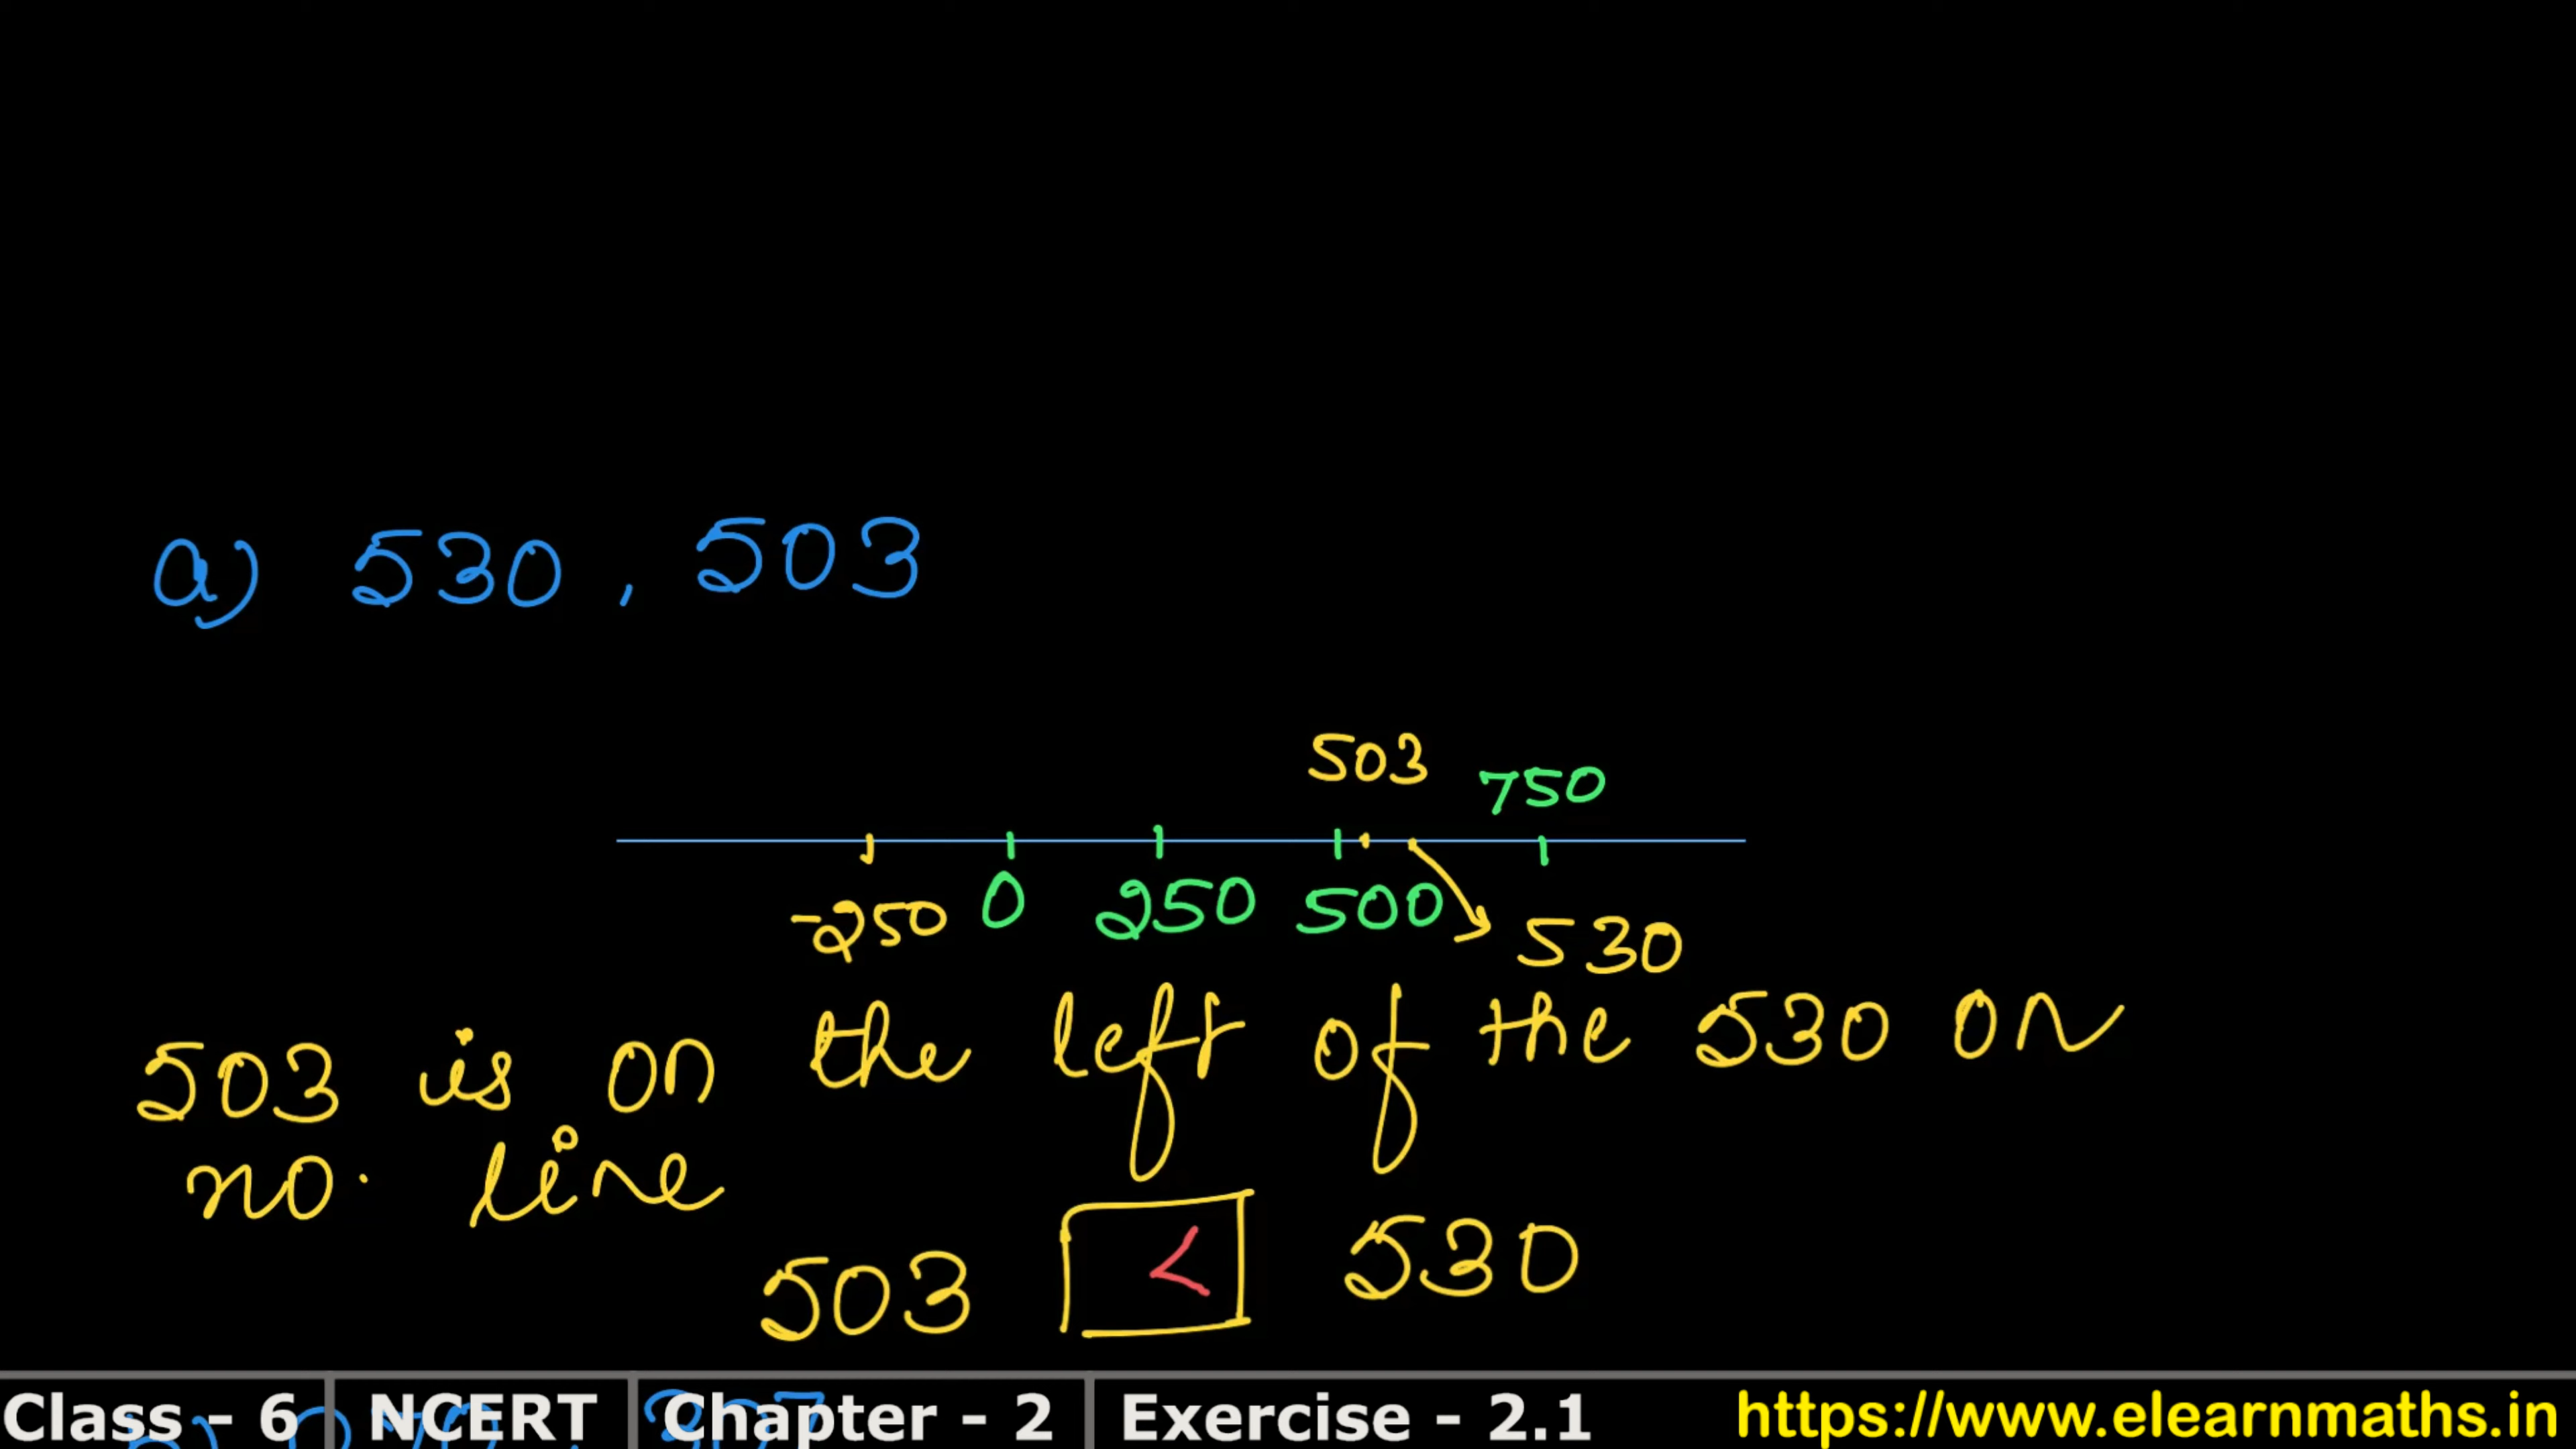 a) 530 , 503
503 750
-250 0 250 500 530
503 is on the left of the 530 on
no. line
503 < 530
Class - 6 NCERT Chapter - 2 Exercise - 2.1 https://www.elearnmaths.in